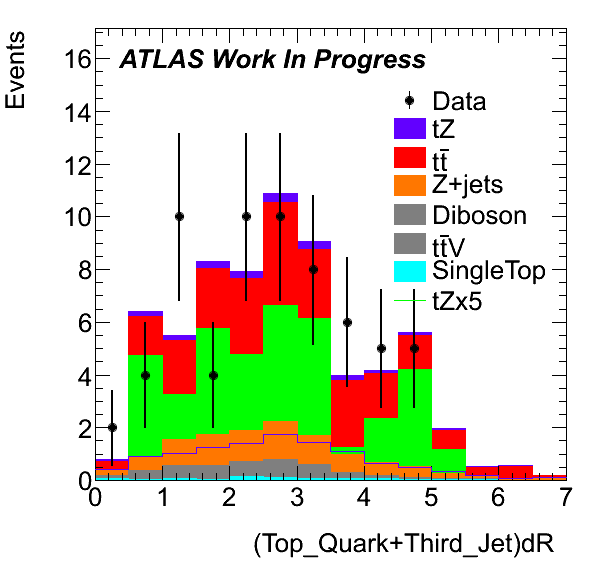 Events
ATLAS Work In Progress
Data
tZ
tt̄
Z+jets
Diboson
tt̄V
SingleTop
tZx5
16
14
12
10
8
6
4
2
0
0 1 2 3 4 5 6 7
(Top_Quark+Third_Jet)dR